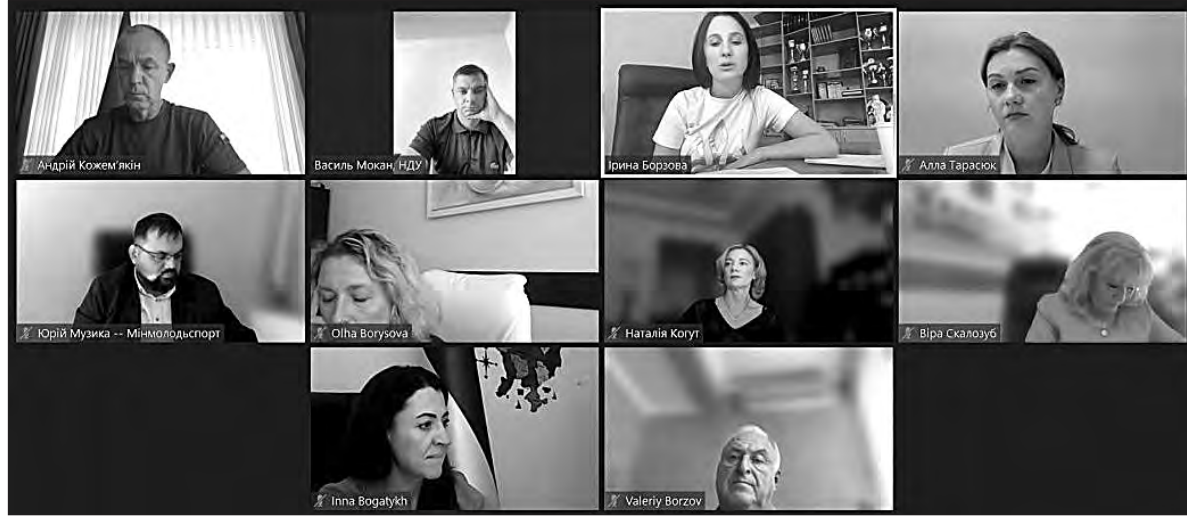 Андрій Кожем'якін
Василь Мокан, НДУ
Ірина Борзова
Алла Тарасюк
Юрій Музика -- Мінмолодьспорт
Olha Borysova
Наталія Когут
Віра Скалозуб
Inna Bogatykh
Valeriy Borzov